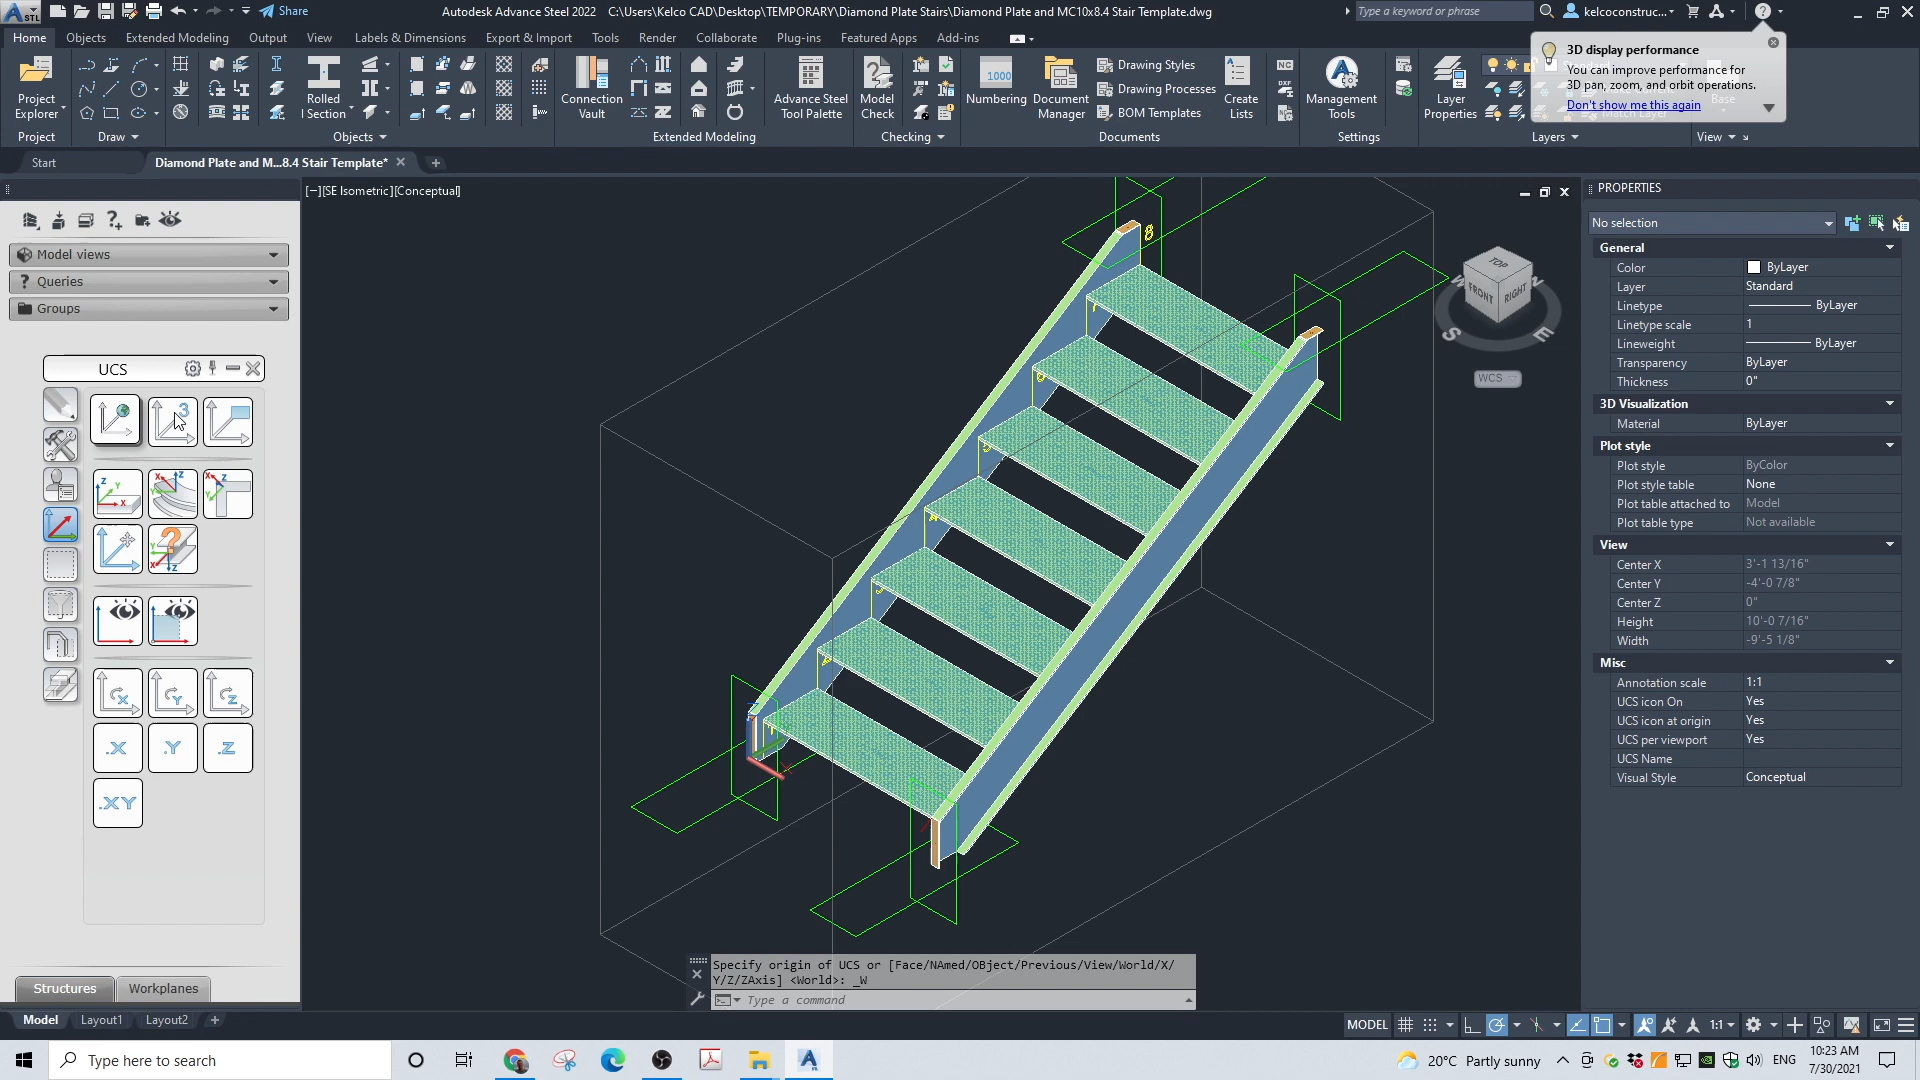 Share
Autodesk Advance Steel 2022 C:\Users\Kelco CAD\Desktop\TEMPORARY\Diamond Plate Stairs\Diamond Plate and MC10x8.4 Stair Template.dwg
Type a keyword or phrase
kelcoconstruc...
Home Objects Extended Modeling Output View Labels & Dimensions Export & Import Tools Render Collaborate Plug-ins Featured Apps Add-ins
3D display performance
You can improve performance for
3D pan, zoom, and orbit operations.
Don't show me this again
Project Explorer
Rolled I Section
Connection Vault
Advance Steel Tool Palette
Model Check
1000
Numbering
Document Manager
Drawing Styles
Drawing Processes
BOM Templates
Create Lists
NC
DXF
Management Tools
Layer Properties
Match Layer
Base
Project Draw Objects Extended Modeling Checking Documents Settings Layers View
Start Diamond Plate and M...8.4 Stair Template*
[−][SE Isometric][Conceptual]
Model views
Queries
Groups
UCS
3
Z Y X
X Z Y
X Y
Y X Z
X Y Z
.X .Y .Z
.XY
Structures Workplanes
8
TOP
FRONT RIGHT
W N S E
WCS
PROPERTIES
No selection
General
Color ByLayer
Layer Standard
Linetype ByLayer
Linetype scale 1
Lineweight ByLayer
Transparency ByLayer
Thickness 0"
3D Visualization
Material ByLayer
Plot style
Plot style ByColor
Plot style table None
Plot table attached to Model
Plot table type Not available
View
Center X 3'-1 13/16"
Center Y -4'-0 7/8"
Center Z 0"
Height 10'-0 7/16"
Width -9'-5 1/8"
Misc
Annotation scale 1:1
UCS icon On Yes
UCS icon at origin Yes
UCS per viewport Yes
UCS Name
Visual Style Conceptual
Specify origin of UCS or [Face/NAmed/OBject/Previous/View/World/X/
Y/Z/ZAxis] <World>: _W
Type a command
Model Layout1 Layout2
MODEL 1:1
Type here to search
20°C Partly sunny
ENG
10:23 AM
7/30/2021